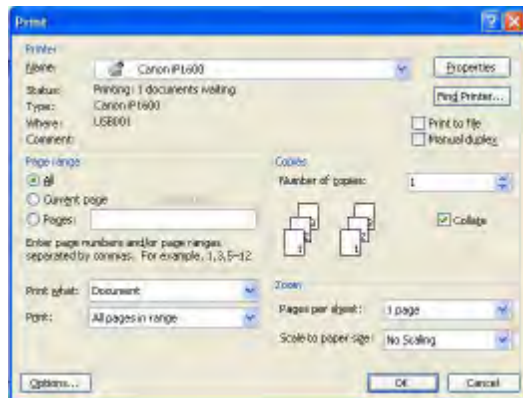 Print
Printer
Name: Canon iP1600 Properties
Status: Printing: 1 documents waiting Find Printer...
Type: Canon iP1600
Where: USB001 Print to file
Comment: Manual duplex
Page range Copies
All Number of copies: 1
Current page
Pages: Collate
Enter page numbers and/or page ranges
separated by commas. For example, 1,3,5-12
Print what: Document Zoom
Print: All pages in range Pages per sheet: 1 page
Scale to paper size: No Scaling
Options... OK Cancel